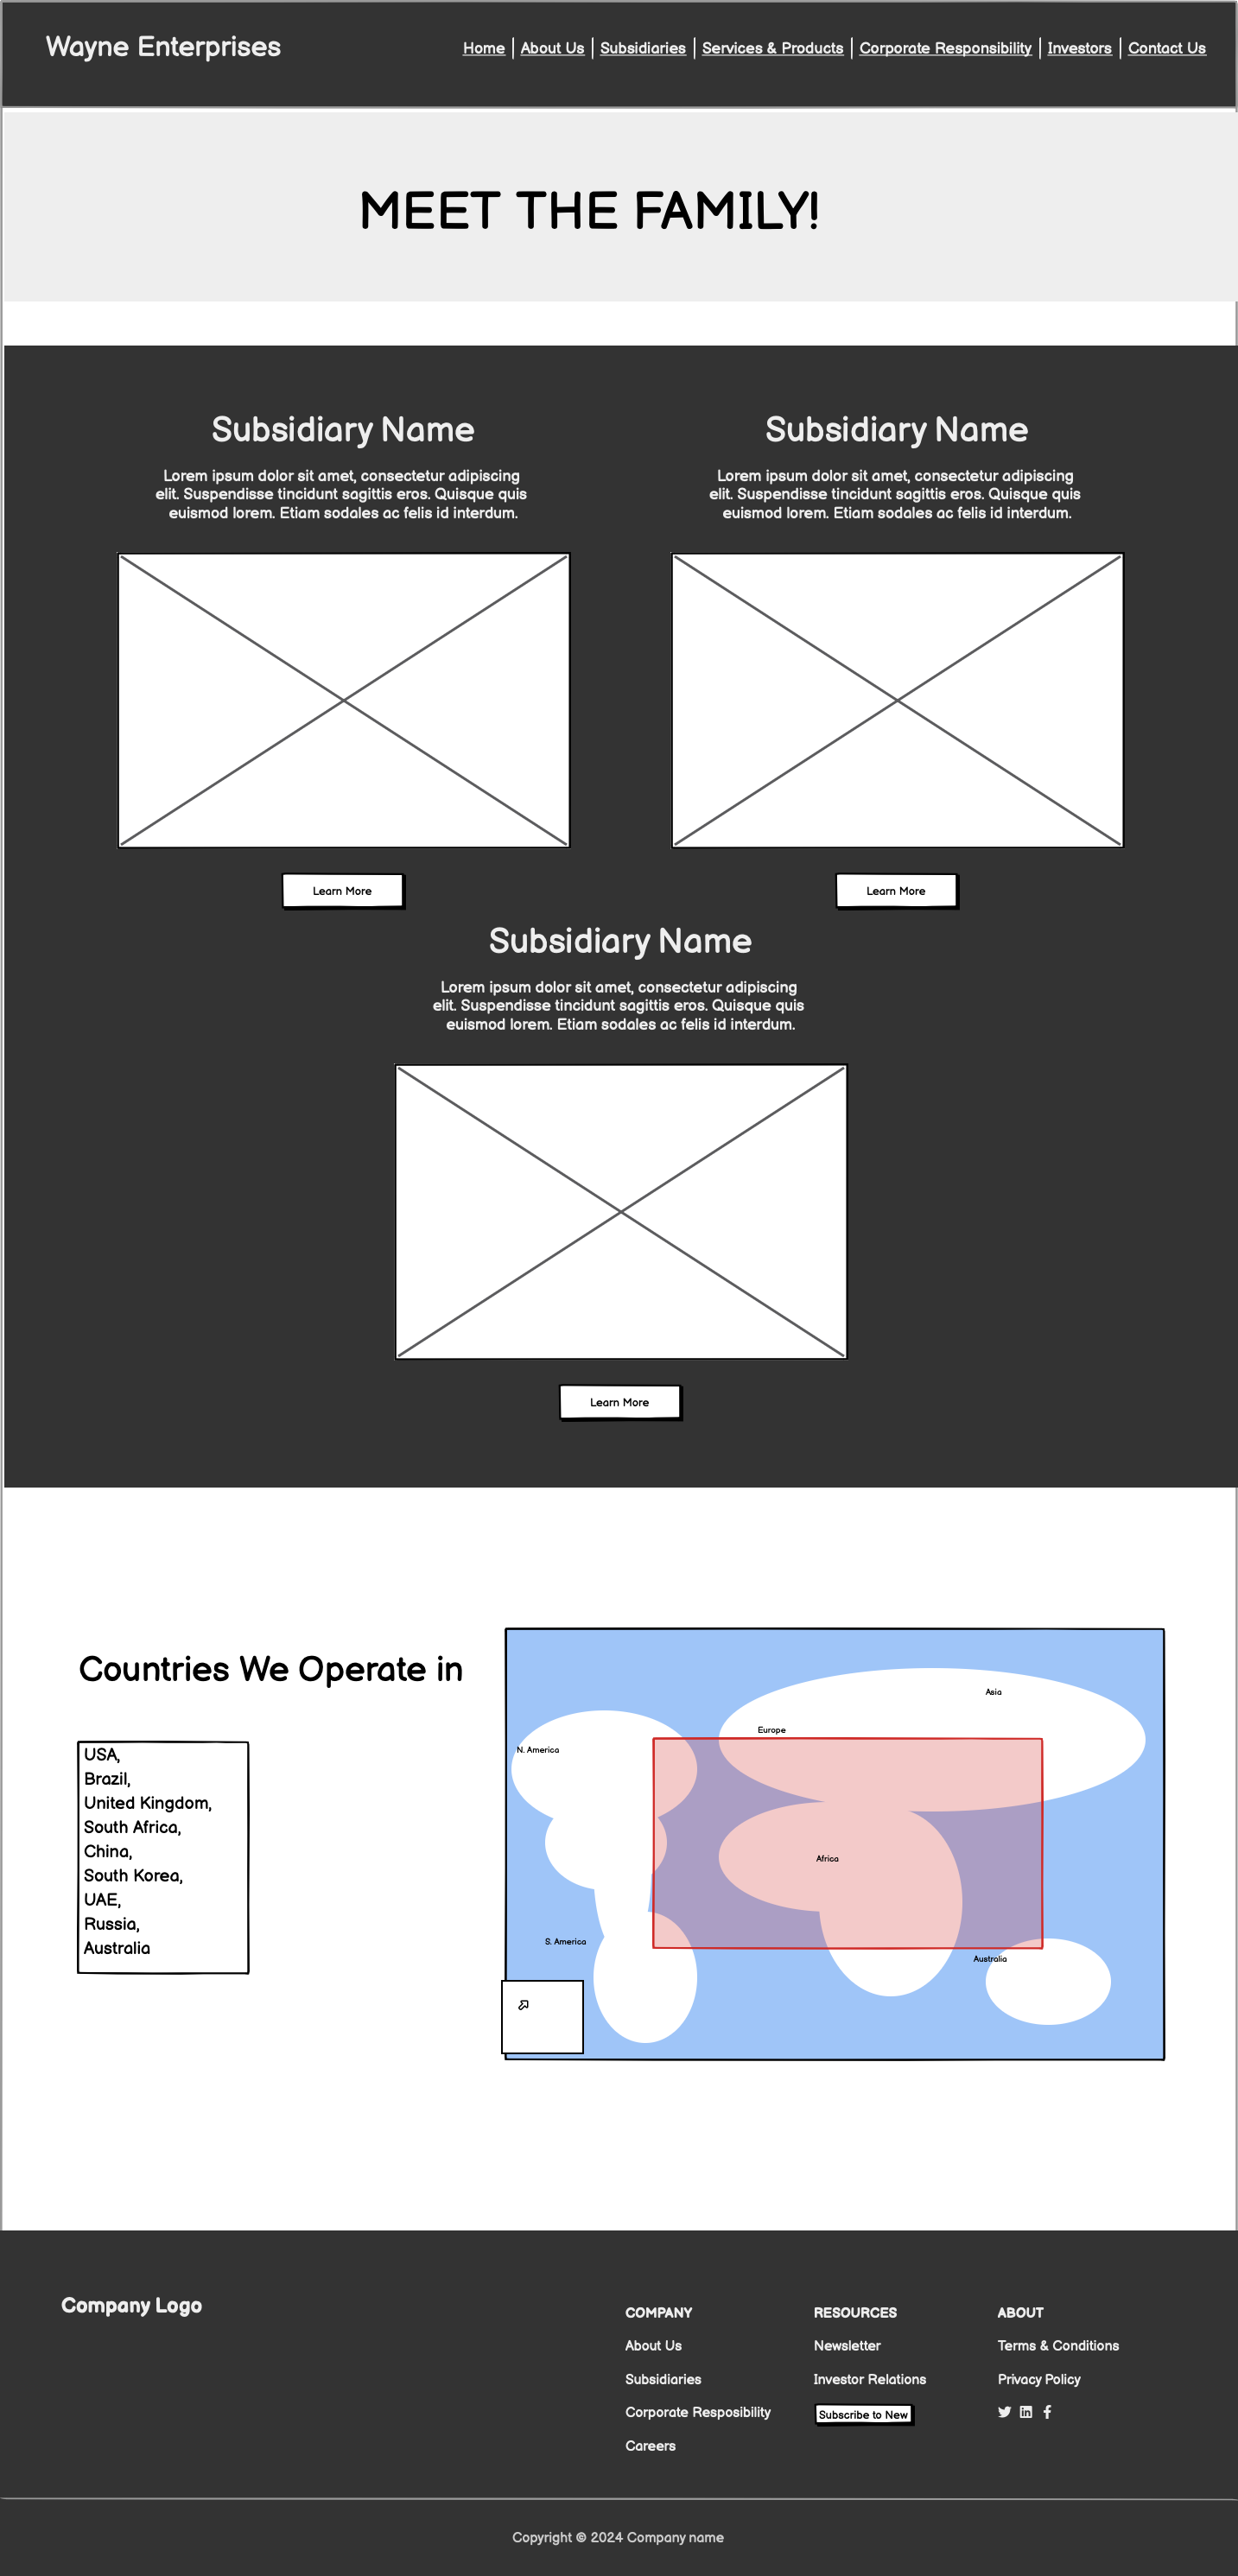 Wayne Enterprises
Home | About Us | Subsidiaries | Services & Products | Corporate Responsibility | Investors | Contact Us
MEET THE FAMILY!
Subsidiary Name
Lorem ipsum dolor sit amet, consectetur adipiscing
elit. Suspendisse tincidunt sagittis eros. Quisque quis
euismod lorem. Etiam sodales ac felis id interdum.
Learn More
Subsidiary Name
Lorem ipsum dolor sit amet, consectetur adipiscing
elit. Suspendisse tincidunt sagittis eros. Quisque quis
euismod lorem. Etiam sodales ac felis id interdum.
Learn More
Subsidiary Name
Lorem ipsum dolor sit amet, consectetur adipiscing
elit. Suspendisse tincidunt sagittis eros. Quisque quis
euismod lorem. Etiam sodales ac felis id interdum.
Learn More
Countries We Operate in
USA,
Brazil,
United Kingdom,
South Africa,
China,
South Korea,
UAE,
Russia,
Australia
Asia
Europe
N. America
Africa
S. America
Australia
Company Logo
COMPANY
About Us
Subsidiaries
Corporate Resposibility
Careers
RESOURCES
Newsletter
Investor Relations
Subscribe to New
ABOUT
Terms & Conditions
Privacy Policy
Copyright © 2024 Company name